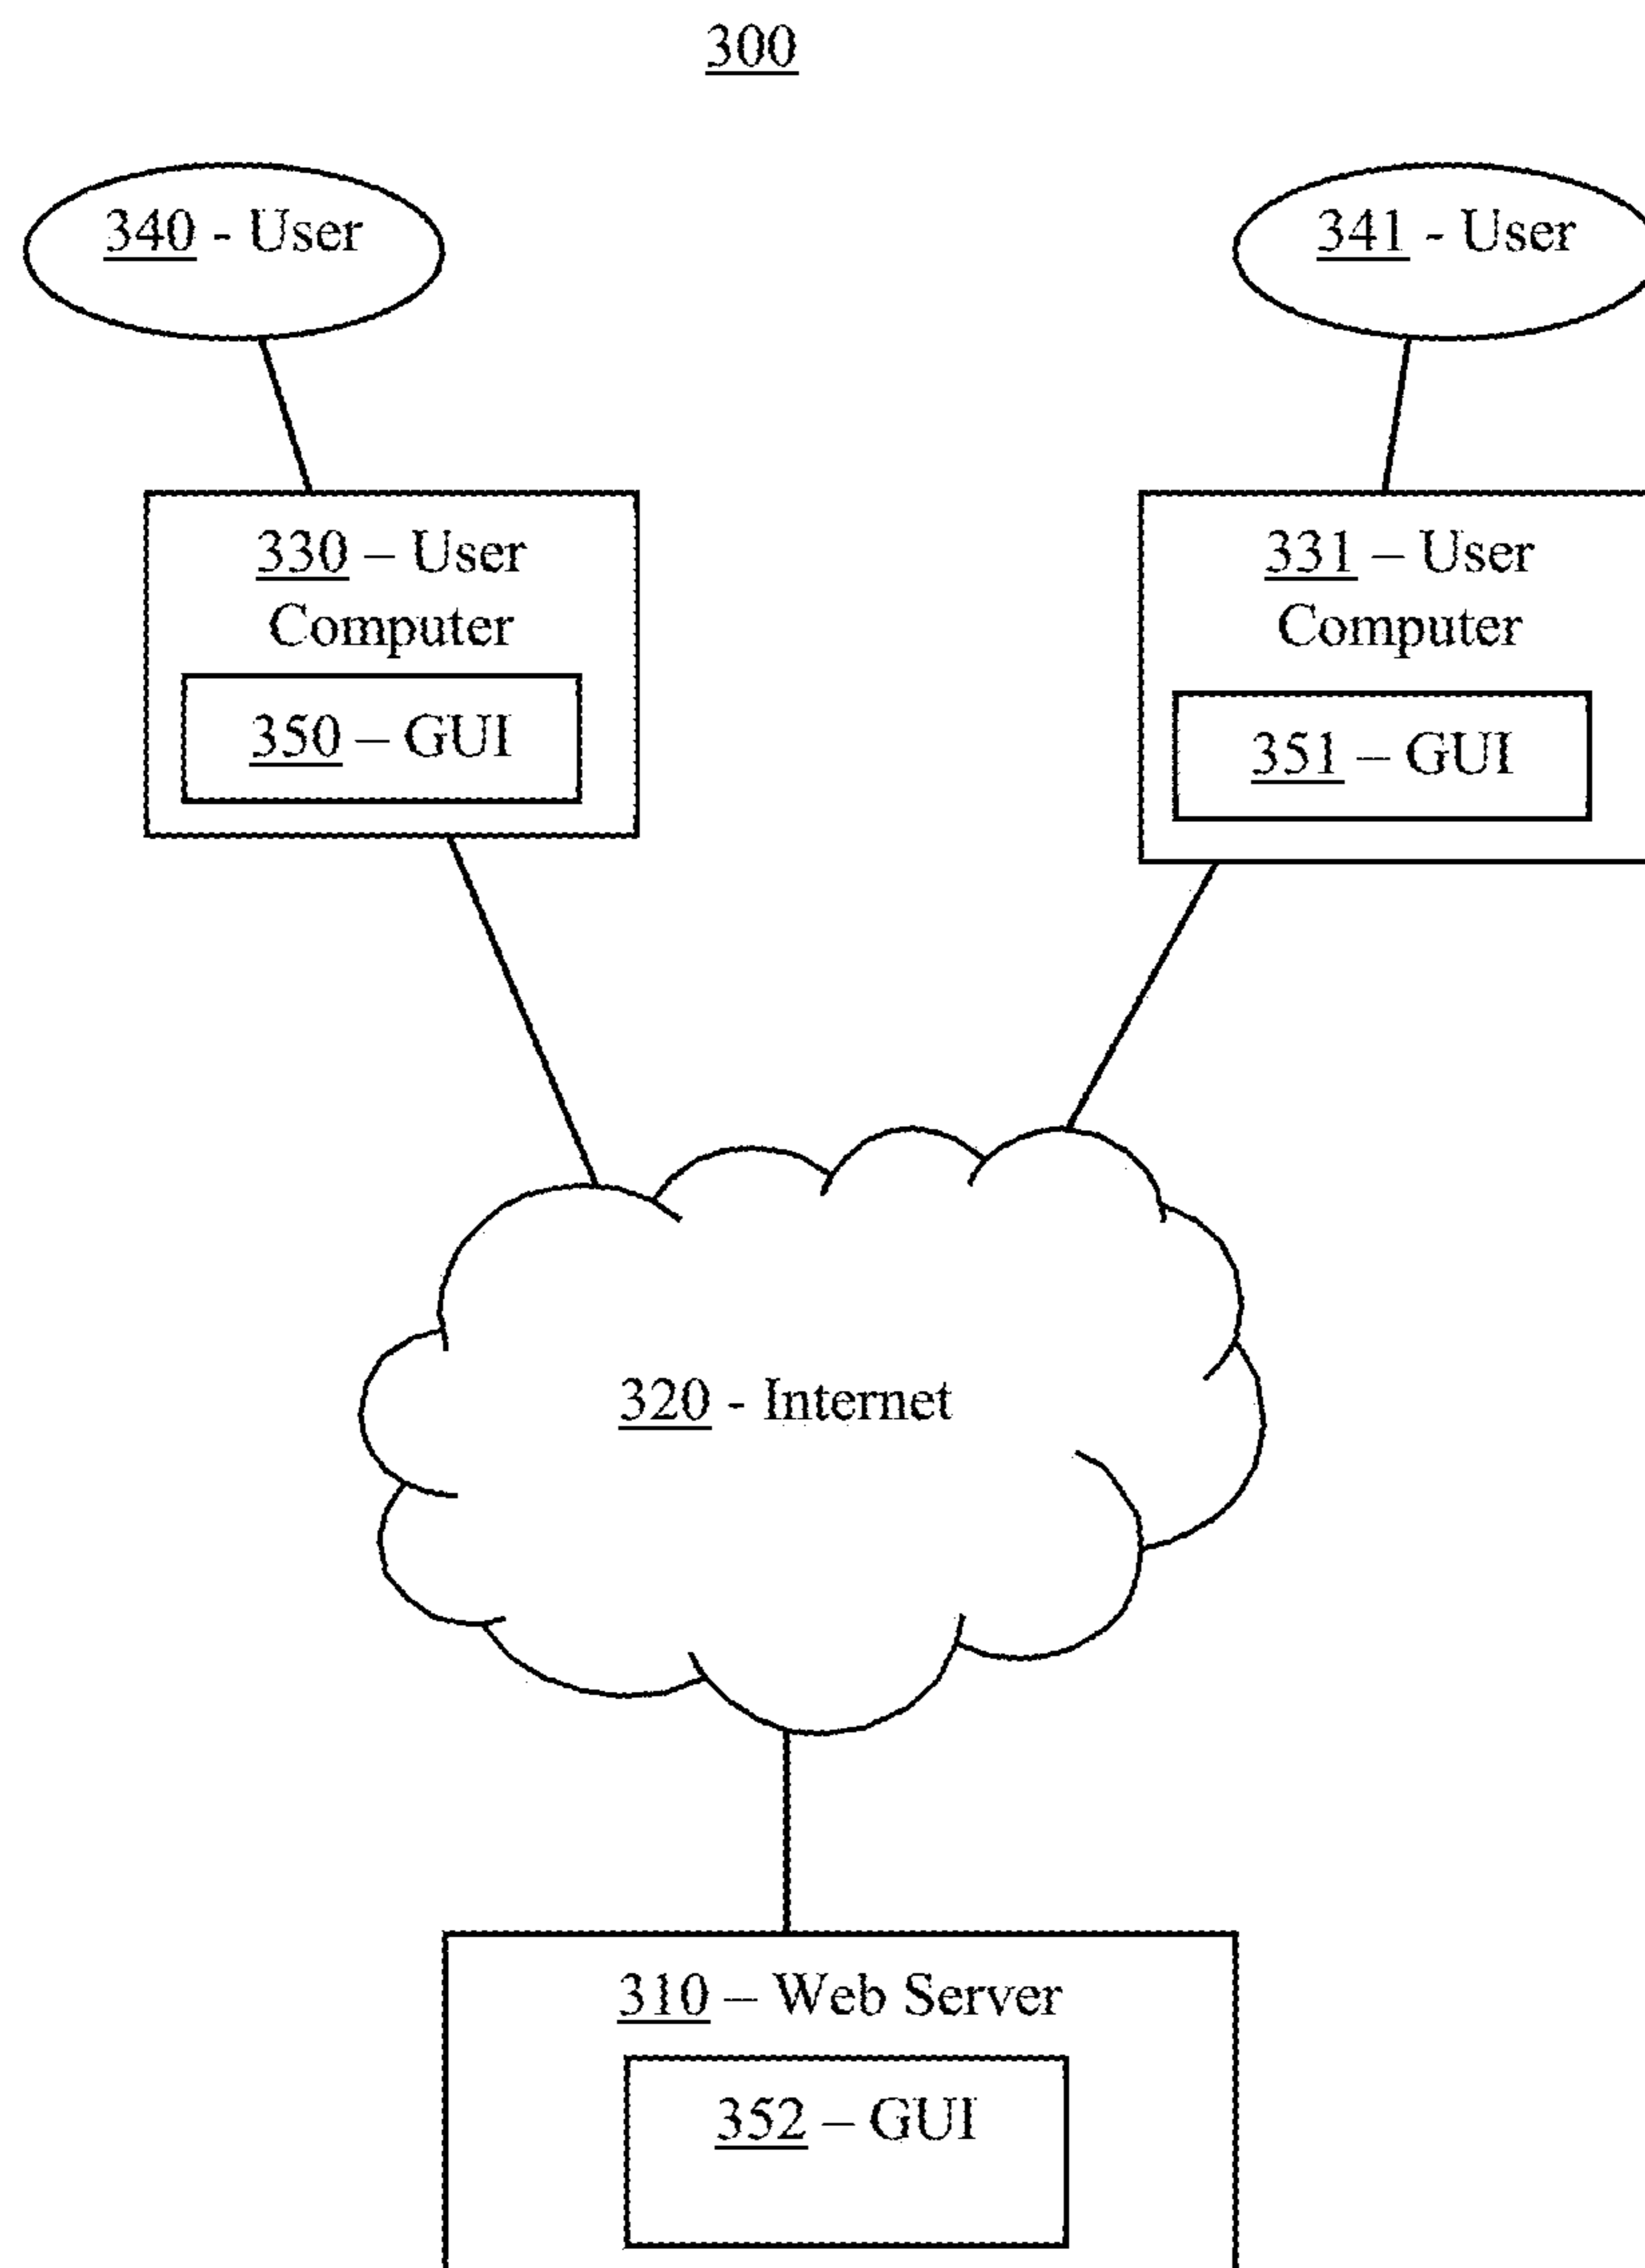 300
340 - User
341 - User
330 – User
Computer
350 – GUI
331 – User
Computer
351 – GUI
320 - Internet
310 – Web Server
352 – GUI